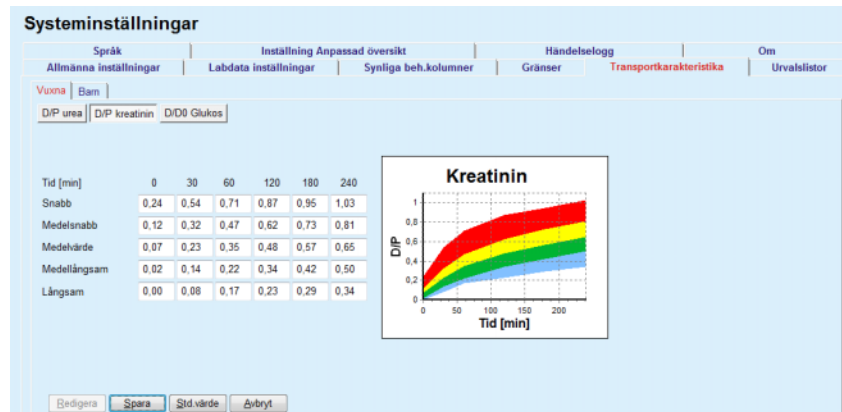 Systeminställningar
Språk Inställning Anpassad översikt Händelselogg Om
Allmänna inställningar Labdata inställningar Synliga beh.kolumner Gränser Transportkarakteristika Urvalslistor
Vuxna Barn
D/P urea D/P kreatinin D/D0 Glukos
Tid [min] 0 30 60 120 180 240
Snabb 0,24 0,54 0,71 0,87 0,95 1,03
Medelsnabb 0,12 0,32 0,47 0,62 0,73 0,81
Medelvärde 0,07 0,23 0,35 0,48 0,57 0,65
Medellångsam 0,02 0,14 0,22 0,34 0,42 0,50
Långsam 0,00 0,08 0,17 0,23 0,29 0,34
Kreatinin
D/P
1
0,8
0,6
0,4
0,2
0
0 50 100 150 200
Tid [min]
Redigera Spara Std.värde Avbryt